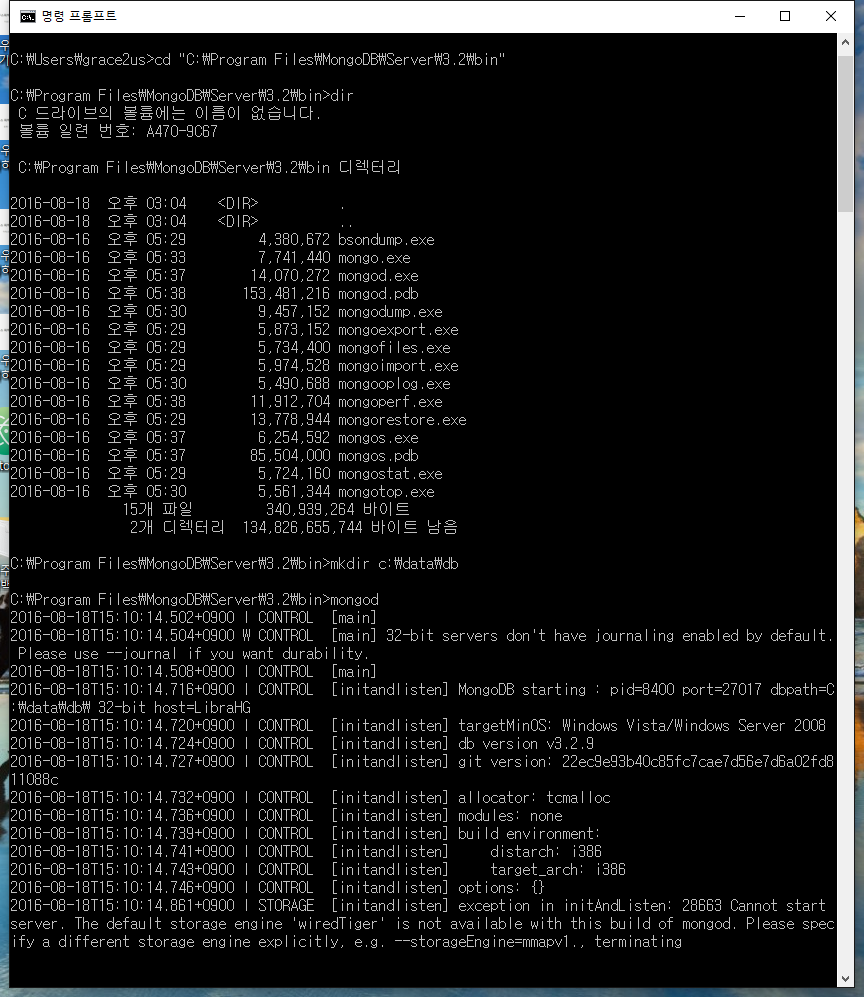 명령 프롬프트
C:₩Users₩grace2us>cd "C:₩Program Files₩MongoDB₩Server₩3.2₩bin"
C:₩Program Files₩MongoDB₩Server₩3.2₩bin>dir
C 드라이브의 볼륨에는 이름이 없습니다.
볼륨 일련 번호: A470-9C67
C:₩Program Files₩MongoDB₩Server₩3.2₩bin 디렉터리
2016-08-18 오후 03:04 <DIR> .
2016-08-18 오후 03:04 <DIR> ..
2016-08-16 오후 05:29 4,380,672 bsondump.exe
2016-08-16 오후 05:33 7,741,440 mongo.exe
2016-08-16 오후 05:37 14,070,272 mongod.exe
2016-08-16 오후 05:38 153,481,216 mongod.pdb
2016-08-16 오후 05:30 9,457,152 mongodump.exe
2016-08-16 오후 05:29 5,873,152 mongoexport.exe
2016-08-16 오후 05:29 5,734,400 mongofiles.exe
2016-08-16 오후 05:29 5,974,528 mongoimport.exe
2016-08-16 오후 05:30 5,490,688 mongooplog.exe
2016-08-16 오후 05:38 11,912,704 mongoperf.exe
2016-08-16 오후 05:29 13,778,944 mongorestore.exe
2016-08-16 오후 05:37 6,254,592 mongos.exe
2016-08-16 오후 05:37 85,504,000 mongos.pdb
2016-08-16 오후 05:29 5,724,160 mongostat.exe
2016-08-16 오후 05:30 5,561,344 mongotop.exe
15개 파일 340,939,264 바이트
2개 디렉터리 134,826,655,744 바이트 남음
C:₩Program Files₩MongoDB₩Server₩3.2₩bin>mkdir c:₩data₩db
C:₩Program Files₩MongoDB₩Server₩3.2₩bin>mongod
2016-08-18T15:10:14.502+0900 I CONTROL [main]
2016-08-18T15:10:14.504+0900 W CONTROL [main] 32-bit servers don't have journaling enabled by default.
Please use --journal if you want durability.
2016-08-18T15:10:14.508+0900 I CONTROL [main]
2016-08-18T15:10:14.716+0900 I CONTROL [initandlisten] MongoDB starting : pid=8400 port=27017 dbpath=C
:₩data₩db₩ 32-bit host=LibraHG
2016-08-18T15:10:14.720+0900 I CONTROL [initandlisten] targetMinOS: Windows Vista/Windows Server 2008
2016-08-18T15:10:14.724+0900 I CONTROL [initandlisten] db version v3.2.9
2016-08-18T15:10:14.727+0900 I CONTROL [initandlisten] git version: 22ec9e93b40c85fc7cae7d56e7d6a02fd8
11088c
2016-08-18T15:10:14.732+0900 I CONTROL [initandlisten] allocator: tcmalloc
2016-08-18T15:10:14.736+0900 I CONTROL [initandlisten] modules: none
2016-08-18T15:10:14.739+0900 I CONTROL [initandlisten] build environment:
2016-08-18T15:10:14.741+0900 I CONTROL [initandlisten] distarch: i386
2016-08-18T15:10:14.743+0900 I CONTROL [initandlisten] target_arch: i386
2016-08-18T15:10:14.746+0900 I CONTROL [initandlisten] options: {}
2016-08-18T15:10:14.861+0900 I STORAGE [initandlisten] exception in initAndListen: 28663 Cannot start
server. The default storage engine 'wiredTiger' is not available with this build of mongod. Please spec
ify a different storage engine explicitly, e.g. --storageEngine=mmapv1., terminating